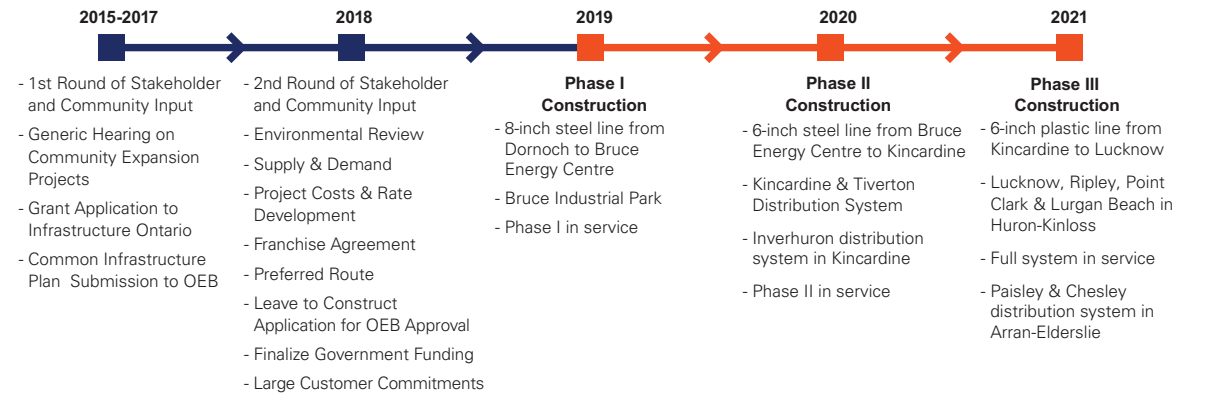 2015-2017
- 1st Round of Stakeholder
and Community Input
- Generic Hearing on
Community Expansion
Projects
- Grant Application to
Infrastructure Ontario
- Common Infrastructure
Plan  Submission to OEB
2018
- 2nd Round of Stakeholder
and Community Input
- Environmental Review
- Supply & Demand
- Project Costs & Rate
Development
- Franchise Agreement
- Preferred Route
- Leave to Construct
Application for OEB Approval
- Finalize Government Funding
- Large Customer Commitments
2019
Phase I
Construction
- 8-inch steel line from
Dornoch to Bruce
Energy Centre
- Bruce Industrial Park
- Phase I in service
2020
Phase II
Construction
- 6-inch steel line from Bruce
Energy Centre to Kincardine
- Kincardine & Tiverton
Distribution System
- Inverhuron distribution
system in Kincardine
- Phase II in service
2021
Phase III
Construction
- 6-inch plastic line from
Kincardine to Lucknow
- Lucknow, Ripley, Point
Clark & Lurgan Beach in
Huron-Kinloss
- Full system in service
- Paisley & Chesley
distribution system in
Arran-Elderslie